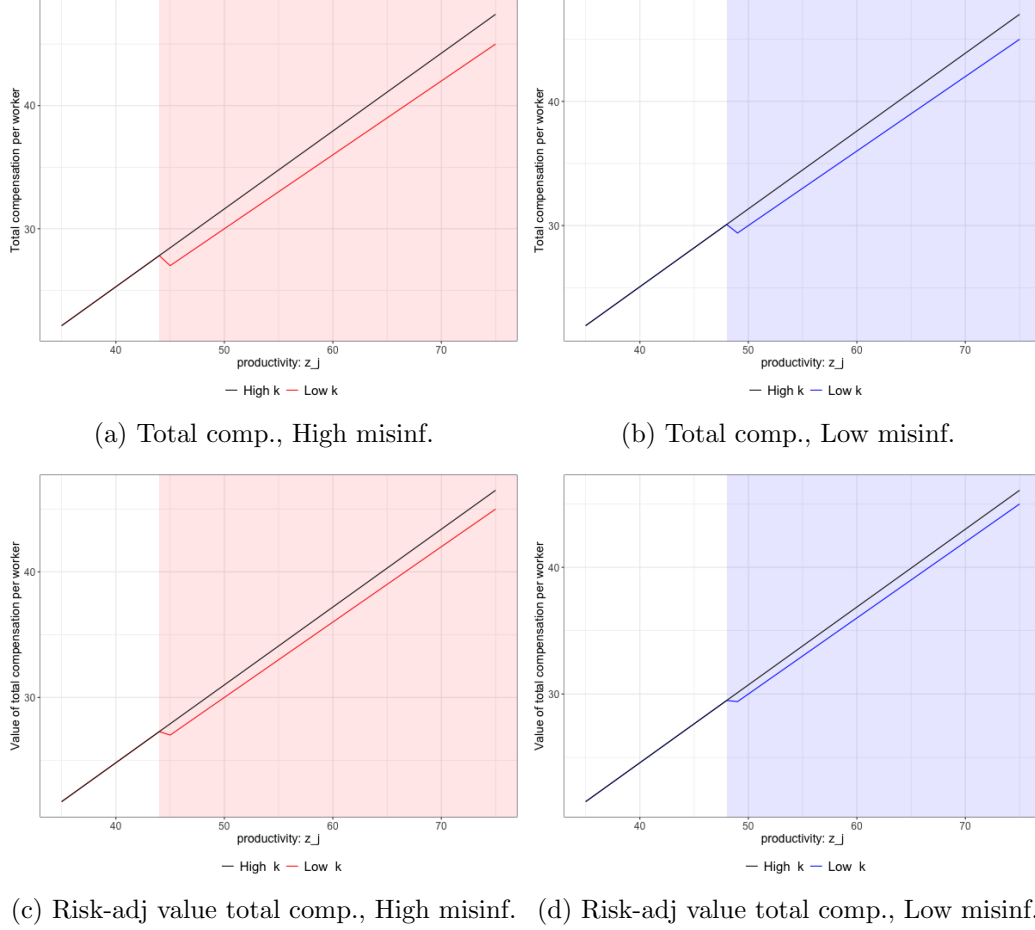 Total compensation per worker
40
30
40 50 60 70
productivity: z_j
High k Low k
(a) Total comp., High misinf.
Total compensation per worker
40
30
40 50 60 70
productivity: z_j
High k Low k
(b) Total comp., Low misinf.
Value of total compensation per worker
40
30
40 50 60 70
productivity: z_j
High k Low k
(c) Risk-adj value total comp., High misinf.
Value of total compensation per worker
40
30
40 50 60 70
productivity: z_j
High k Low k
(d) Risk-adj value total comp., Low misinf.